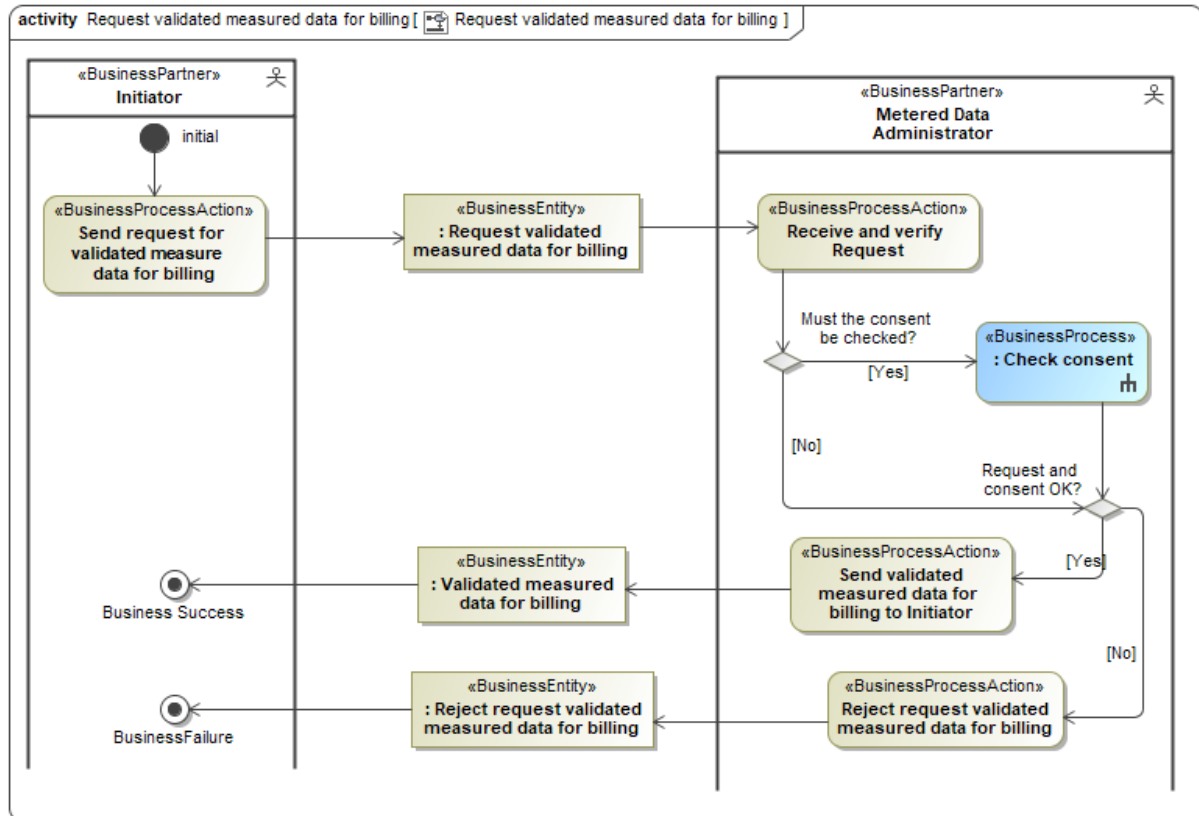 activity Request validated measured data for billing [ Request validated measured data for billing ]
«BusinessPartner»
Initiator
initial
«BusinessProcessAction»
Send request for
validated measure
data for billing
«BusinessEntity»
: Request validated
measured data for billing
«BusinessPartner»
Metered Data
Administrator
«BusinessProcessAction»
Receive and verify
Request
Must the consent
be checked?
[Yes]
«BusinessProcess»
: Check consent
[No]
Request and
consent OK?
[Yes]
[No]
«BusinessProcessAction»
Send validated
measured data for
billing to Initiator
«BusinessEntity»
: Validated measured
data for billing
Business Success
«BusinessProcessAction»
Reject request validated
measured data for billing
«BusinessEntity»
: Reject request validated
measured data for billing
BusinessFailure